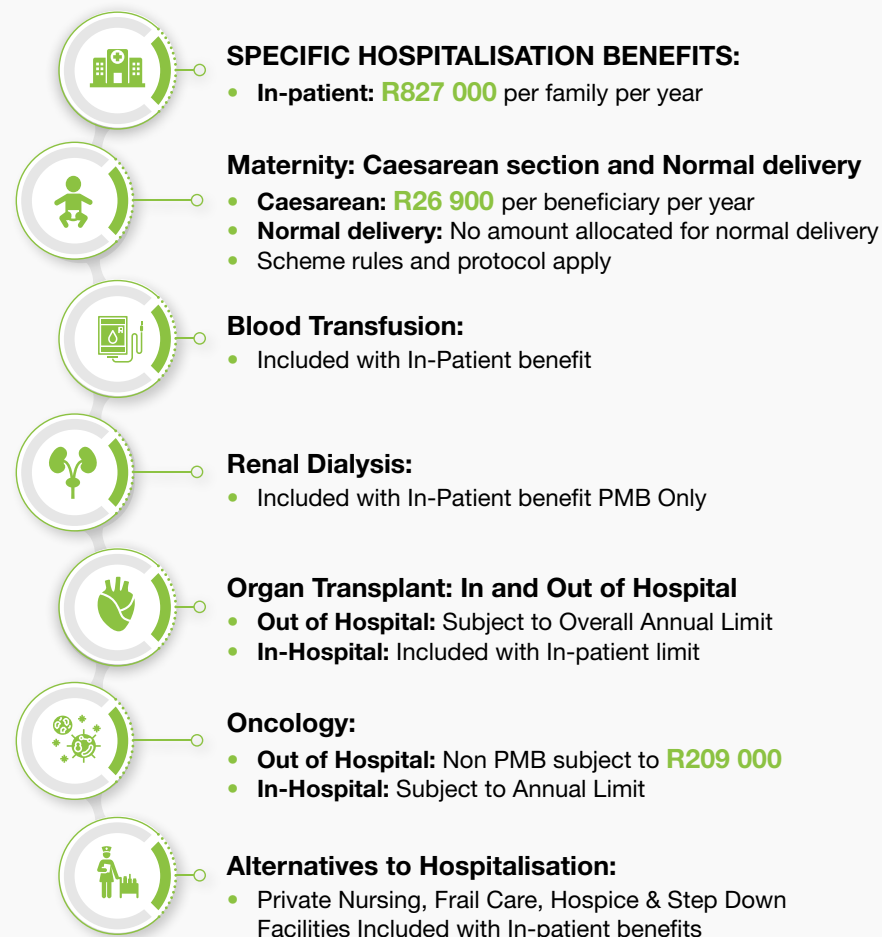 SPECIFIC HOSPITALISATION BENEFITS:
• In-patient: R827 000 per family per year
Maternity: Caesarean section and Normal delivery
• Caesarean: R26 900 per beneficiary per year
• Normal delivery: No amount allocated for normal delivery
• Scheme rules and protocol apply
Blood Transfusion:
• Included with In-Patient benefit
Renal Dialysis:
• Included with In-Patient benefit PMB Only
Organ Transplant: In and Out of Hospital
• Out of Hospital: Subject to Overall Annual Limit
• In-Hospital: Included with In-patient limit
Oncology:
• Out of Hospital: Non PMB subject to R209 000
• In-Hospital: Subject to Annual Limit
Alternatives to Hospitalisation:
• Private Nursing, Frail Care, Hospice & Step Down
Facilities Included with In-patient benefits